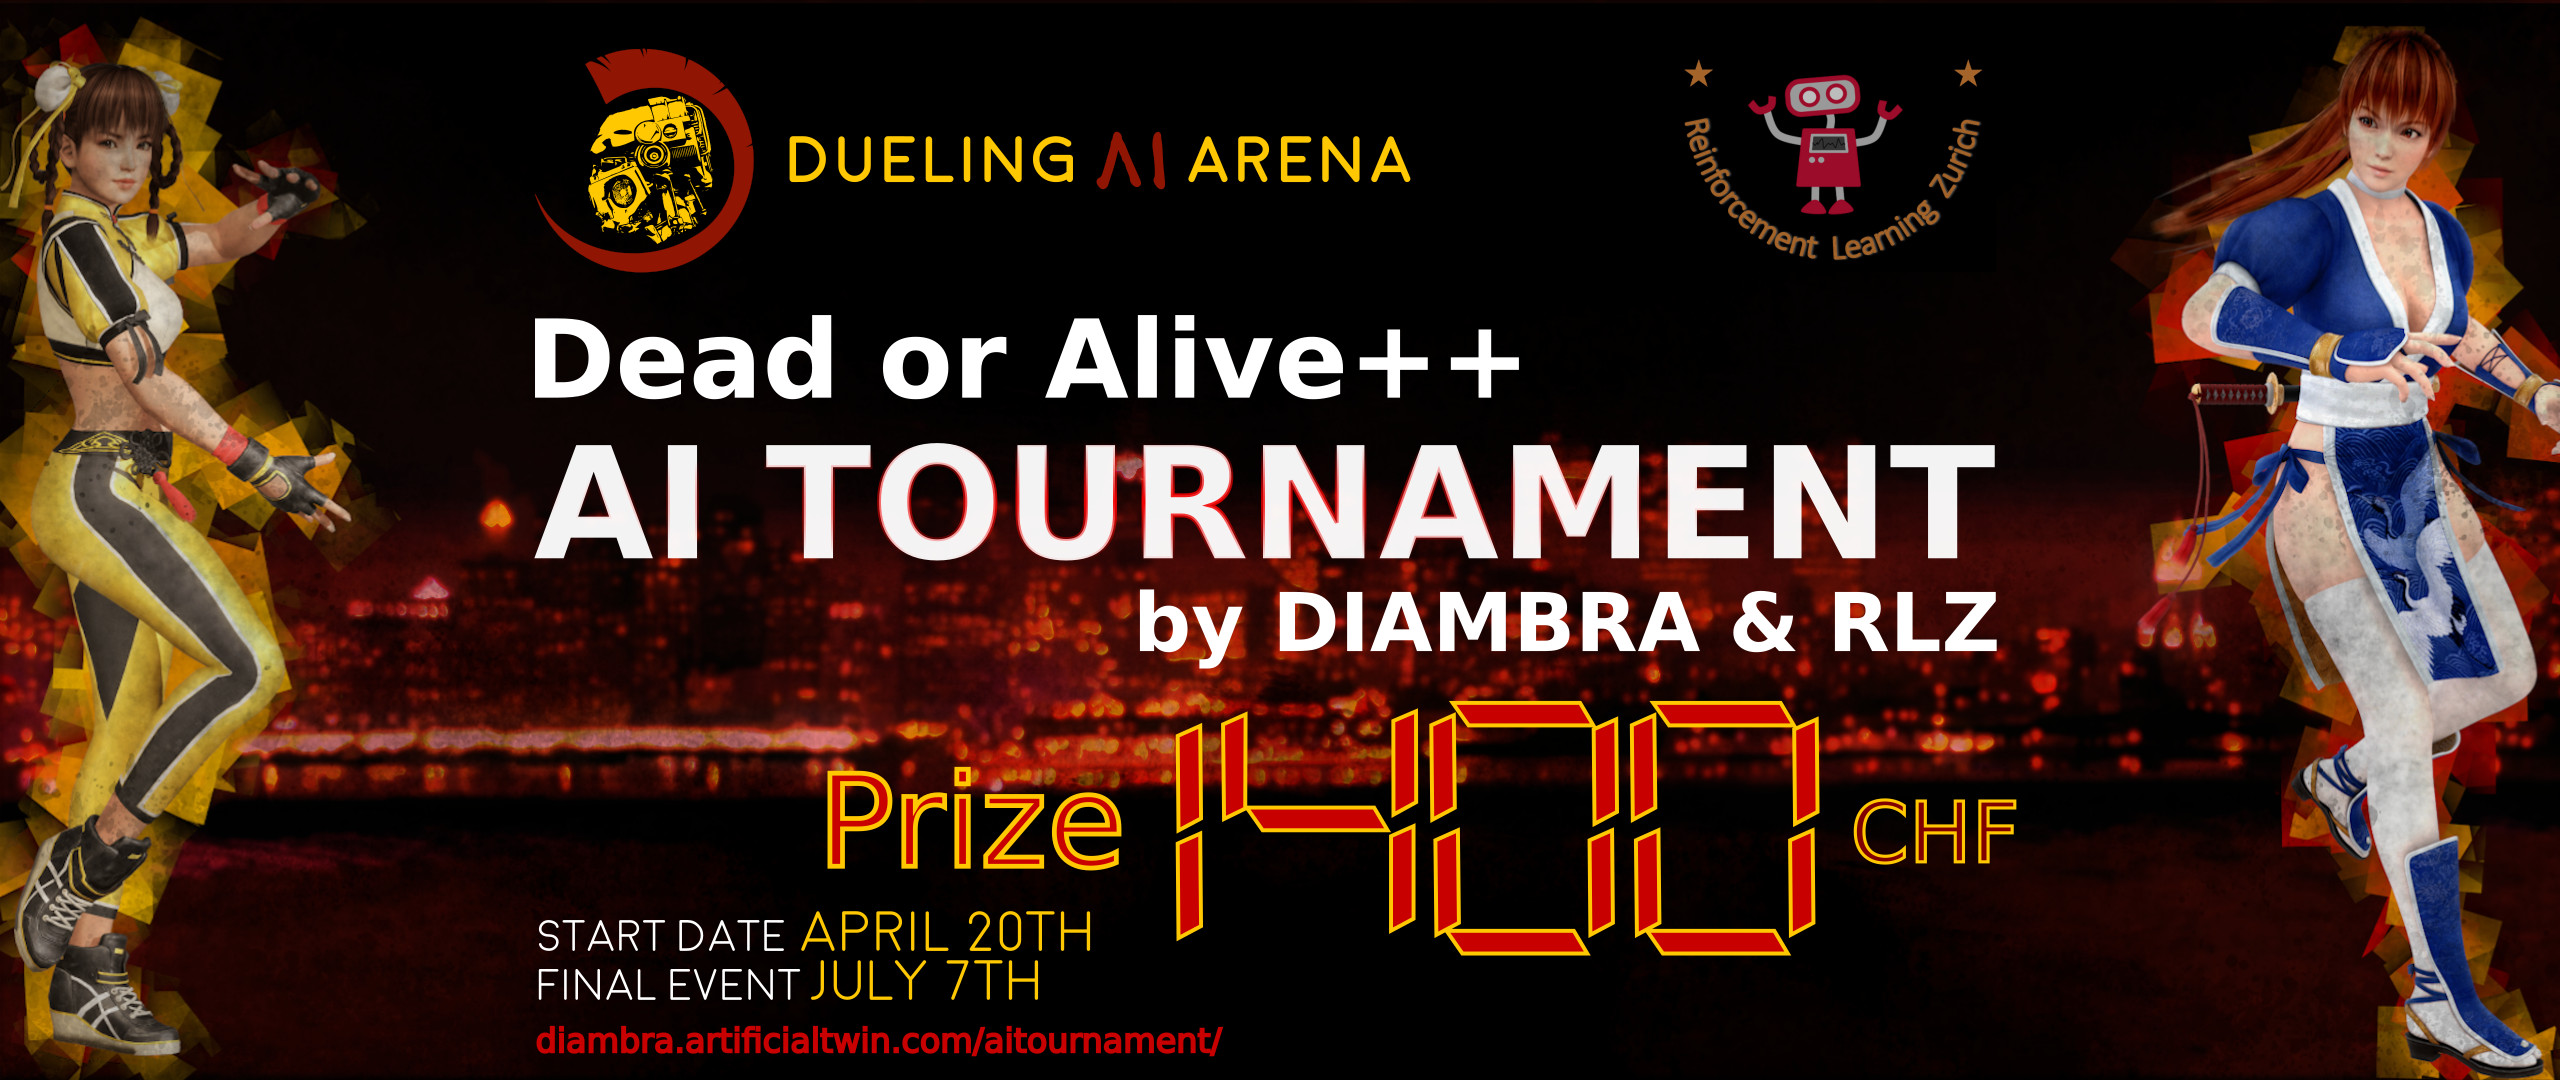 DUELING AI ARENA
Reinforcement Learning Zurich
Dead or Alive++
AI TOURNAMENT
by DIAMBRA & RLZ
Prize 1400 CHF
START DATE APRIL 20TH
FINAL EVENT JULY 7TH
diambra.artificialtwin.com/aitournament/